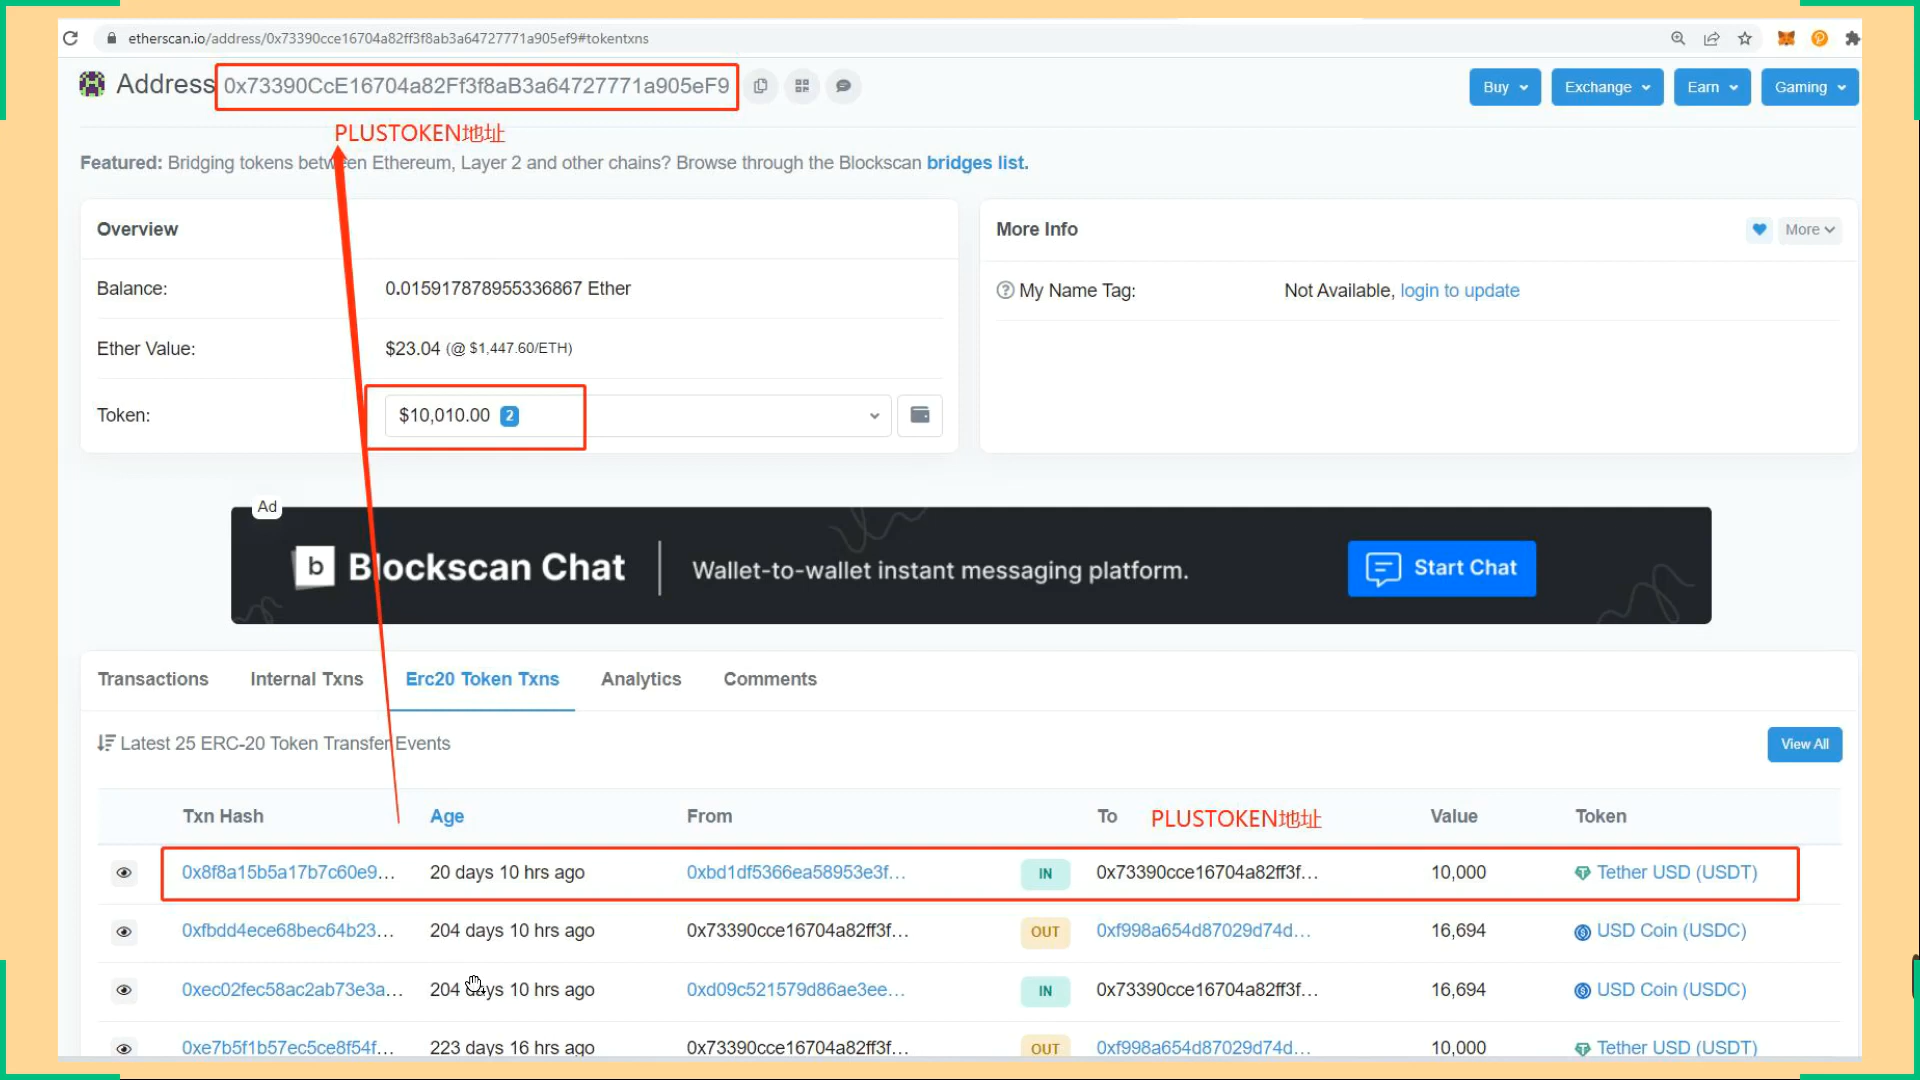 etherscan.io/address/0x73390cce16704a82ff3f8ab3a64727771a905ef9#tokentxns
Address 0x73390CcE16704a82Ff3f8aB3a64727771a905eF9
Buy
Exchange
Earn
Gaming
PLUSTOKEN地址
Featured: Bridging tokens between Ethereum, Layer 2 and other chains? Browse through the Blockscan bridges list.
Overview
Balance: 0.015917878955336867 Ether
Ether Value: $23.04 (@ $1,447.60/ETH)
Token: $10,010.00 2
More Info
More
My Name Tag: Not Available, login to update
Ad
b Blockscan Chat
Wallet-to-wallet instant messaging platform.
Start Chat
Transactions Internal Txns Erc20 Token Txns Analytics Comments
Latest 25 ERC-20 Token Transfer Events
View All
Txn Hash Age From To PLUSTOKEN地址 Value Token
0x8f8a15b5a17b7c60e9... 20 days 10 hrs ago 0xbd1df5366ea58953e3f... IN 0x73390cce16704a82ff3f... 10,000 Tether USD (USDT)
0xfbdd4ece68bec64b23... 204 days 10 hrs ago 0x73390cce16704a82ff3f... OUT 0xf998a654d87029d74d... 16,694 USD Coin (USDC)
0xec02fec58ac2ab73e3a... 204 days 10 hrs ago 0xd09c521579d86ae3ee... IN 0x73390cce16704a82ff3f... 16,694 USD Coin (USDC)
0xe7b5f1b57ec5ce8f54f... 223 days 16 hrs ago 0x73390cce16704a82ff3f... OUT 0xf998a654d87029d74d... 10,000 Tether USD (USDT)